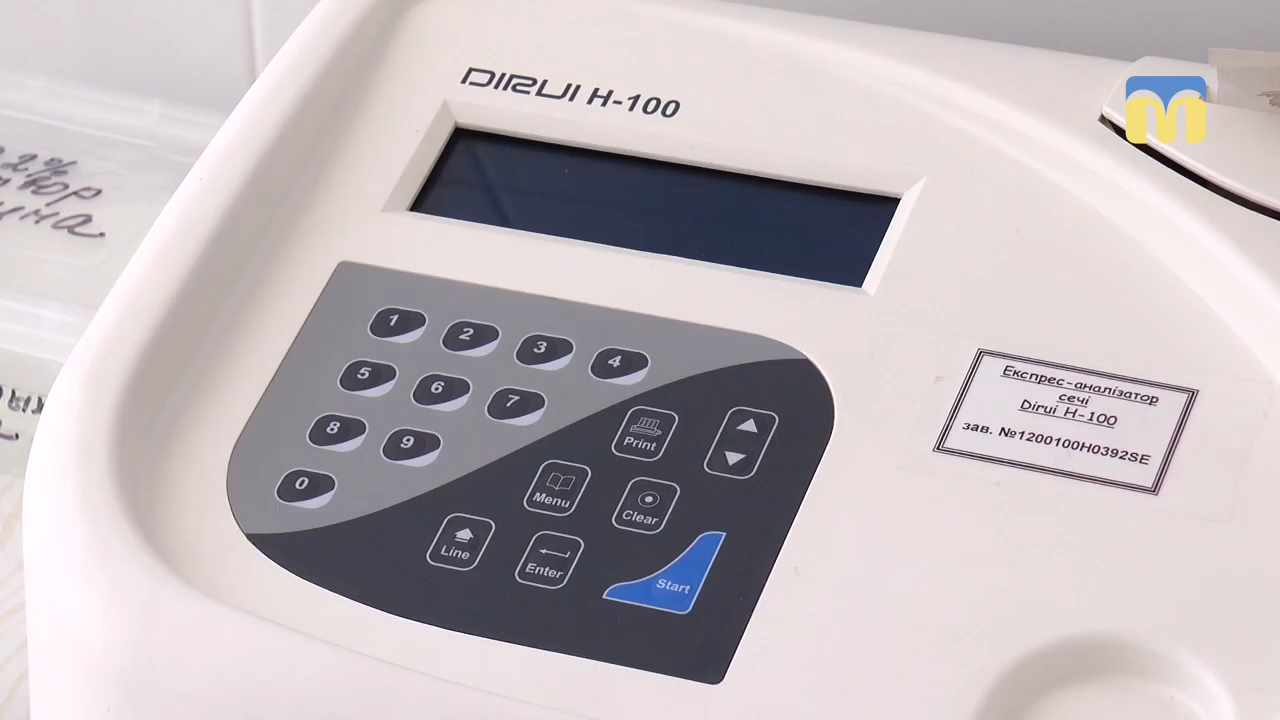 DIRUI H-100
2%
1
2
3
4
5
6
7
8
9
0
Print
Menu
Clear
Line
Enter
Start
Експрес-аналізатор
сечі
Dirui H-100
зав. №1200100H0392SE